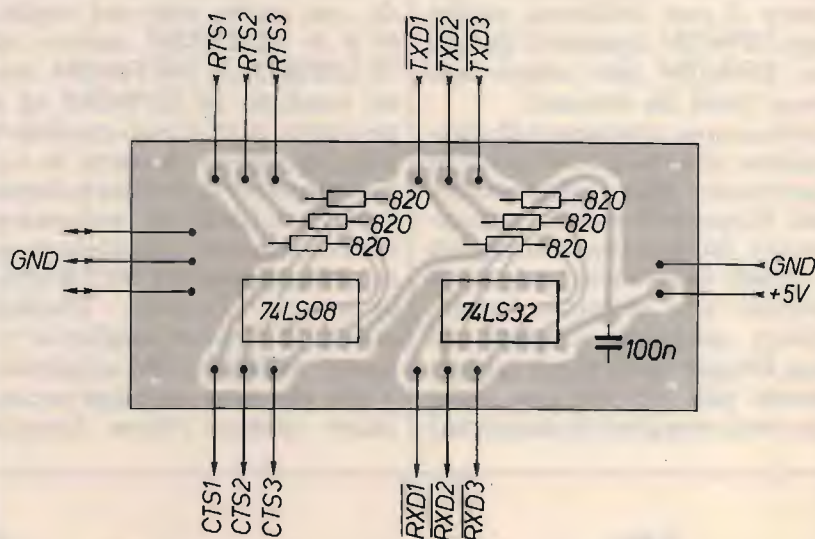 RTS1
RTS2
RTS3
TXD1
TXD2
TXD3
820
820
820
820
820
820
GND
GND
+5V
74LS08
74LS32
100n
CTS1
CTS2
CTS3
RXD1
RXD2
RXD3